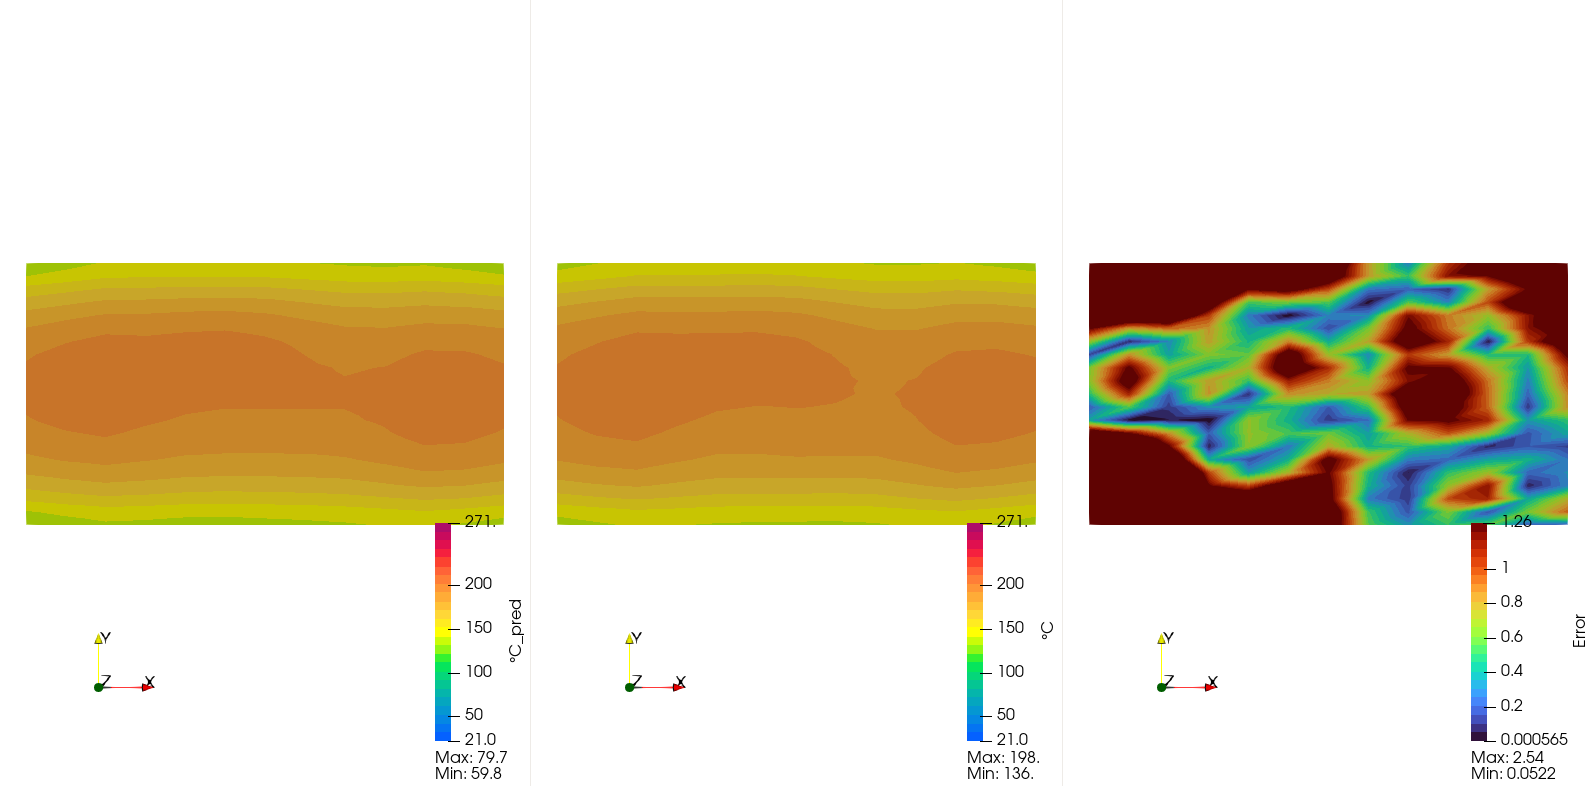 271.
200
150
100
50
21.0
°C_pred
Max: 79.7
Min: 59.8
Y
Z
X
271.
200
150
100
50
21.0
°C
Max: 198.
Min: 136.
Y
Z
X
1.26
1
0.8
0.6
0.4
0.2
0.000565
Error
Max: 2.54
Min: 0.0522
Y
Z
X